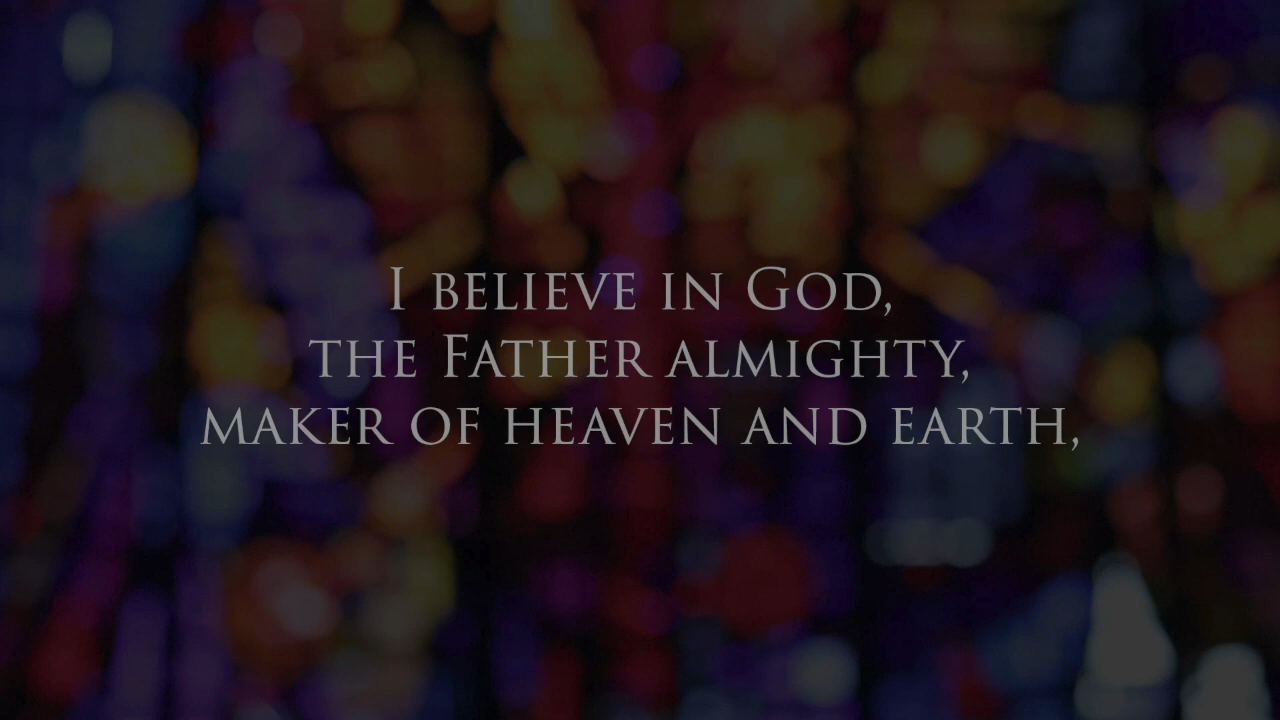 I believe in God,
the Father almighty,
maker of heaven and earth,